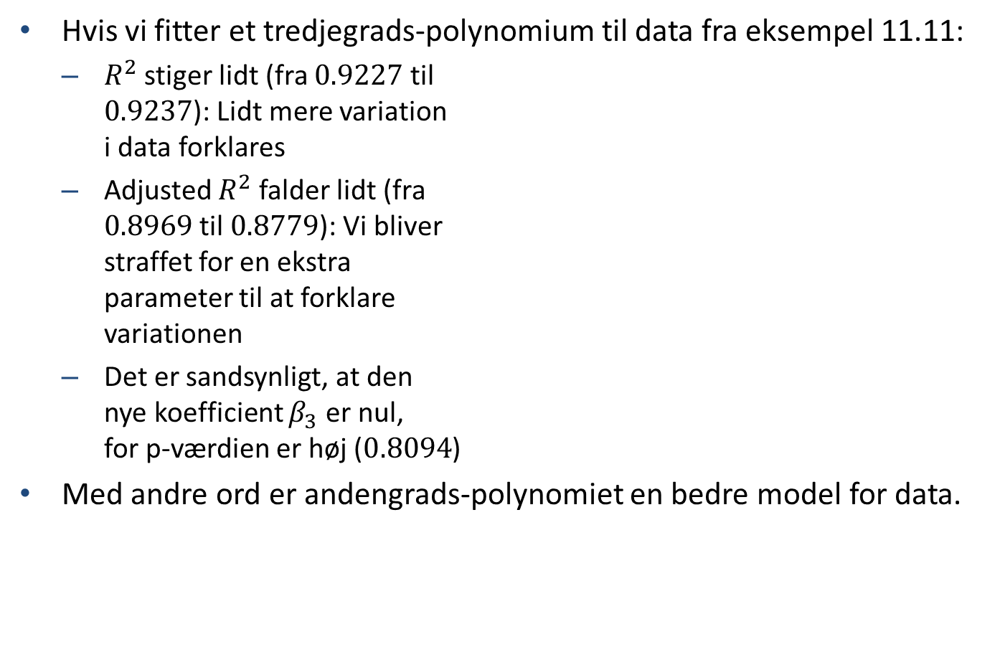 • Hvis vi fitter et tredjegrads-polynomium til data fra eksempel 11.11:
– R² stiger lidt (fra 0.9227 til
0.9237): Lidt mere variation
i data forklares
– Adjusted R² falder lidt (fra
0.8969 til 0.8779): Vi bliver
straffet for en ekstra
parameter til at forklare
variationen
– Det er sandsynligt, at den
nye koefficient β₃ er nul,
for p-værdien er høj (0.8094)
• Med andre ord er andengrads-polynomiet en bedre model for data.